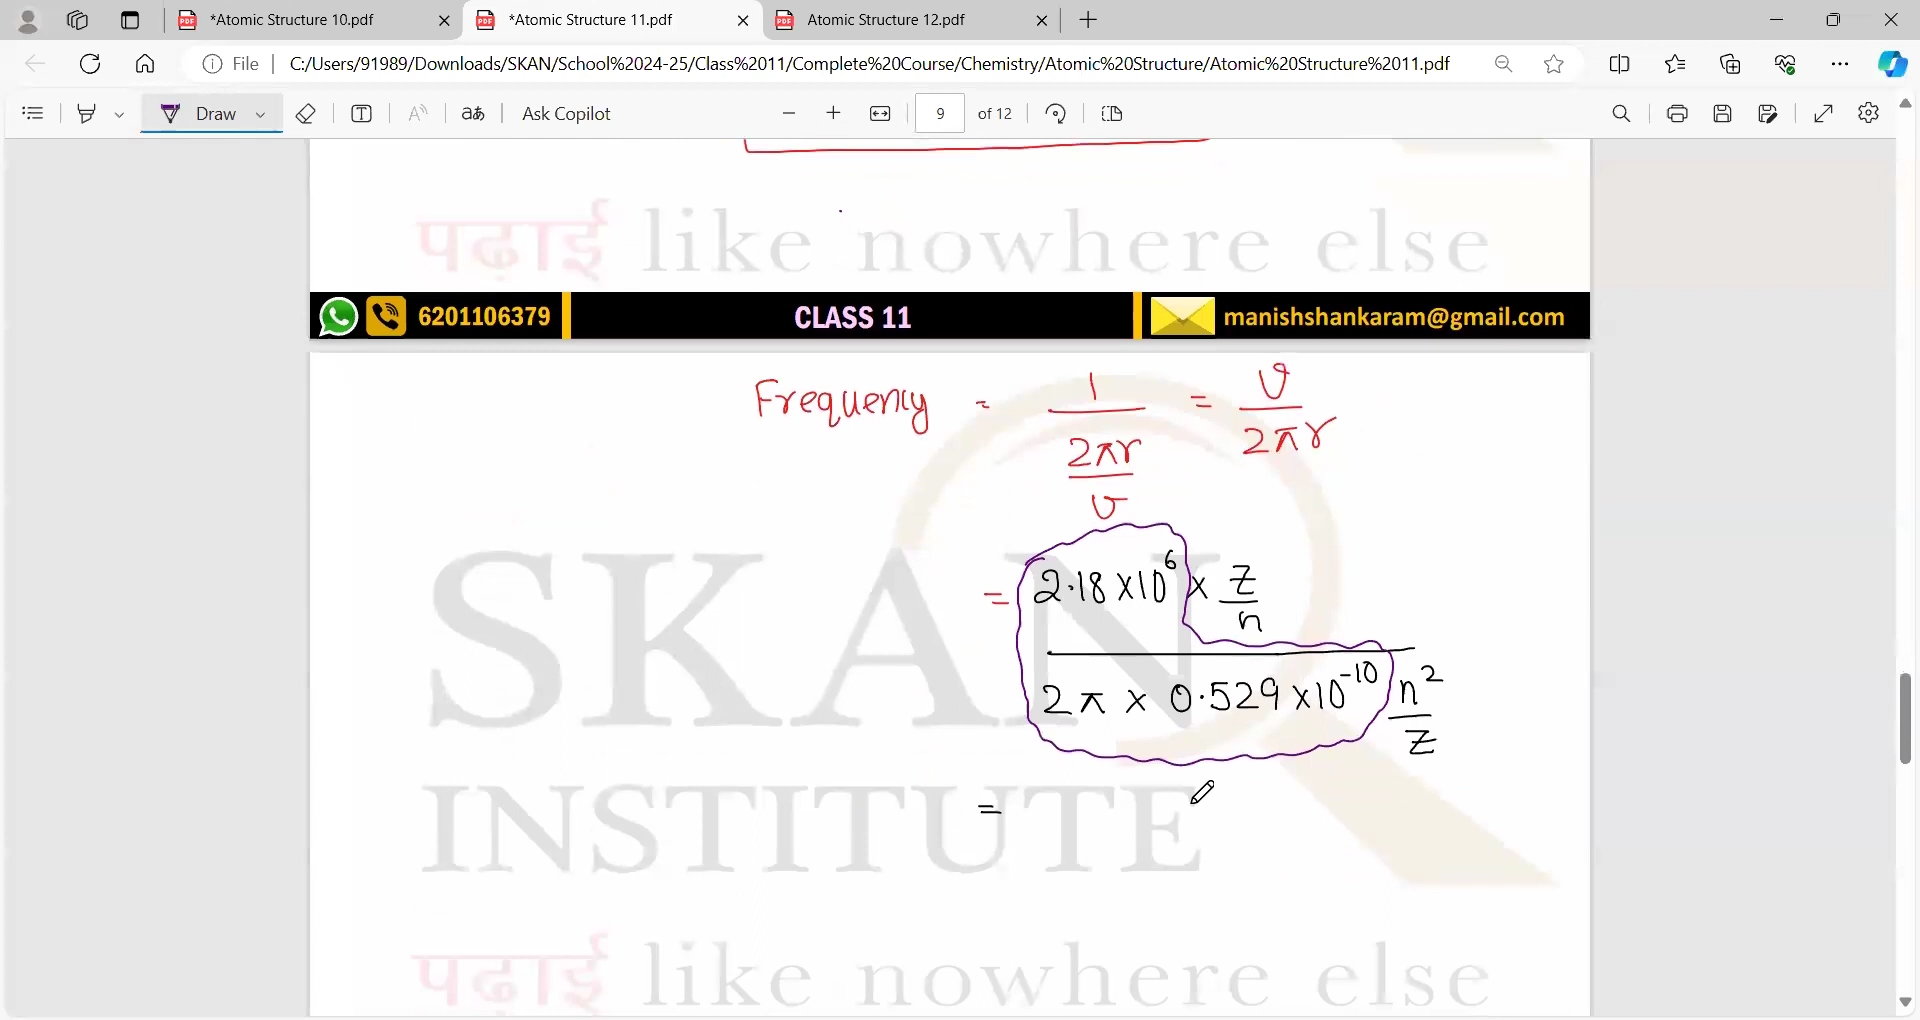 *Atomic Structure 10.pdf
*Atomic Structure 11.pdf
Atomic Structure 12.pdf
File
C:/Users/91989/Downloads/SKAN/School%2024-25/Class%2011/Complete%20Course/Chemistry/Atomic%20Structure/Atomic%20Structure%2011.pdf
Draw
Ask Copilot
9 of 12
पढ़ाई like nowhere else
6201106379 CLASS 11 manishshankaram@gmail.com
Frequency = 1/(2πr/v) = v/2πr
= 2.18×10⁶ × Z/n
2π × 0.529×10⁻¹⁰ n²/Z
=
SKAN
INSTITUTE
पढ़ाई like nowhere else